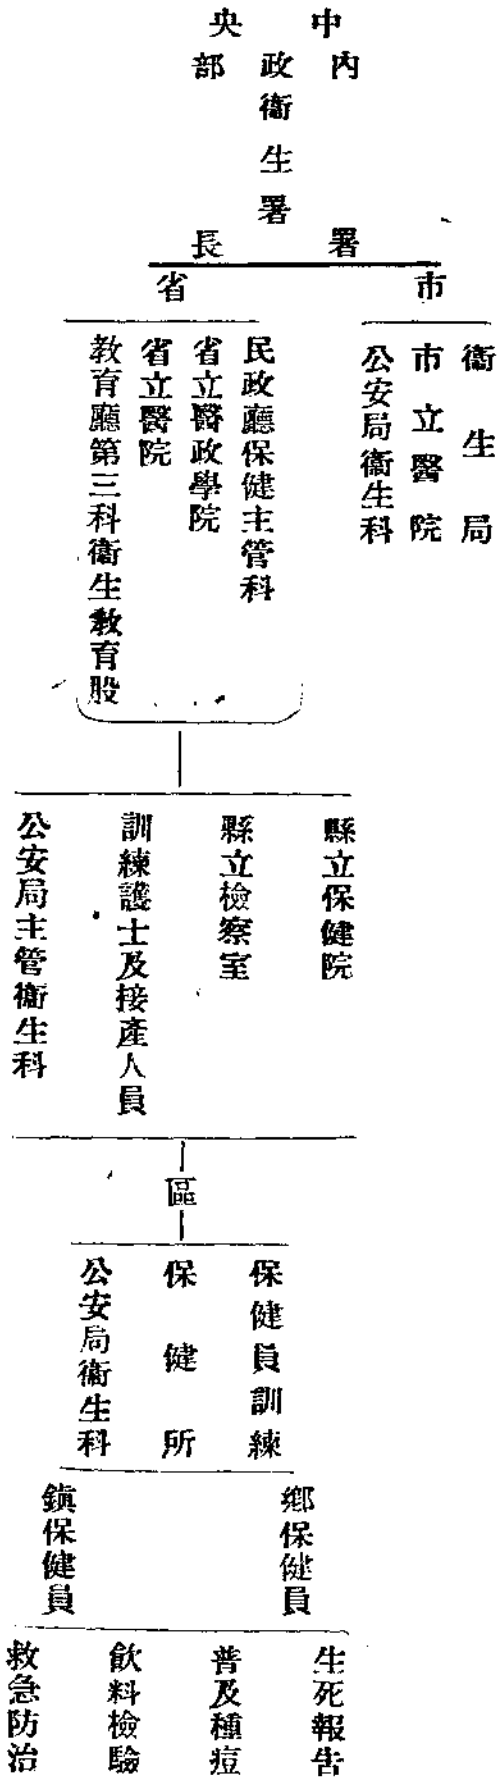 中央
內政部
衞生署
署長
市
衞生局
市立醫院
公安局衞生科
省
民政廳保健主管科
省立醫政學院
省立醫院
教育廳第三科衞生教育股
縣立保健院
縣立檢察室
訓練護士及接產人員
公安局主管衞生科
區
保健員訓練
保健所
公安局衞生科
鄉保健員
鎮保健員
生死報告
普及種痘
飲料檢驗
救急防治